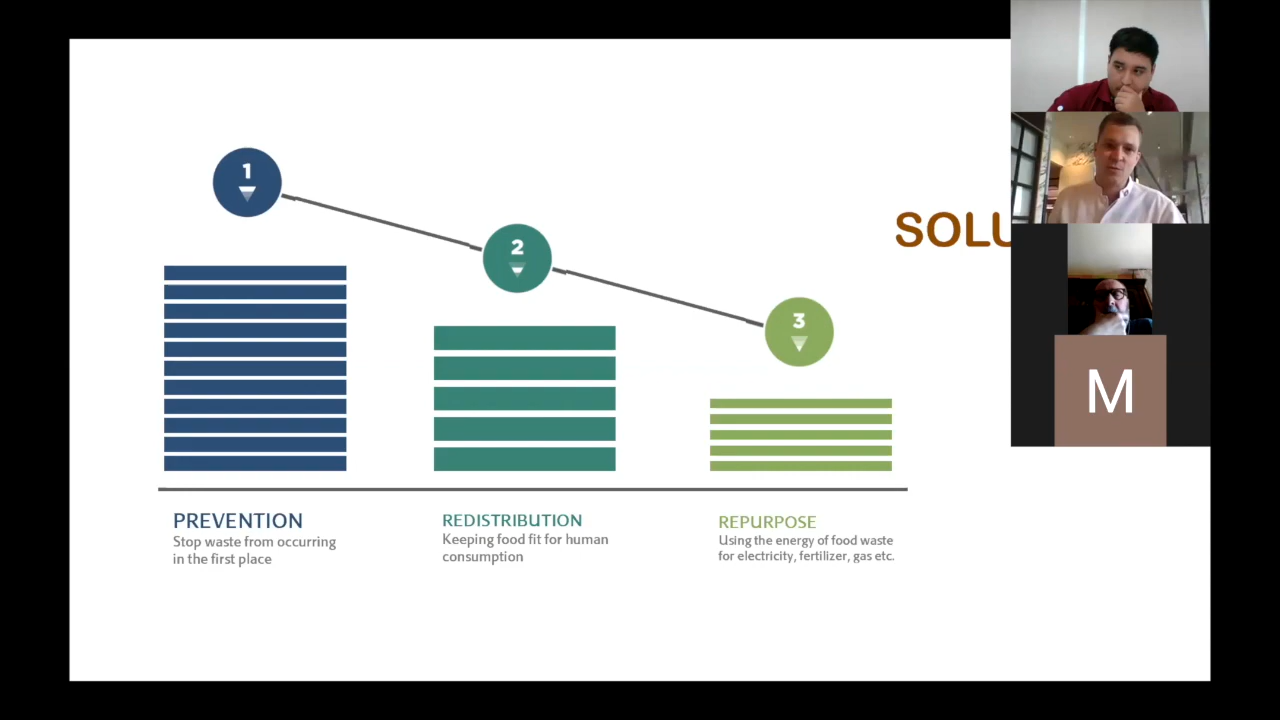 1
2
SOLU
3
M
PREVENTION
Stop waste from occurring
in the first place
REDISTRIBUTION
Keeping food fit for human
consumption
REPURPOSE
Using the energy of food waste
for electricity, fertilizer, gas etc.